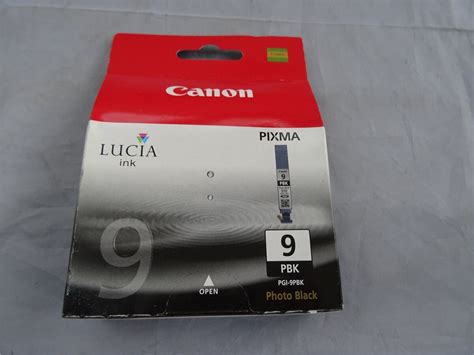 Canon
PIXMA
LUCIA
ink
9
PBK
9
9
PBK
PGI-9PBK
OPEN
Photo Black